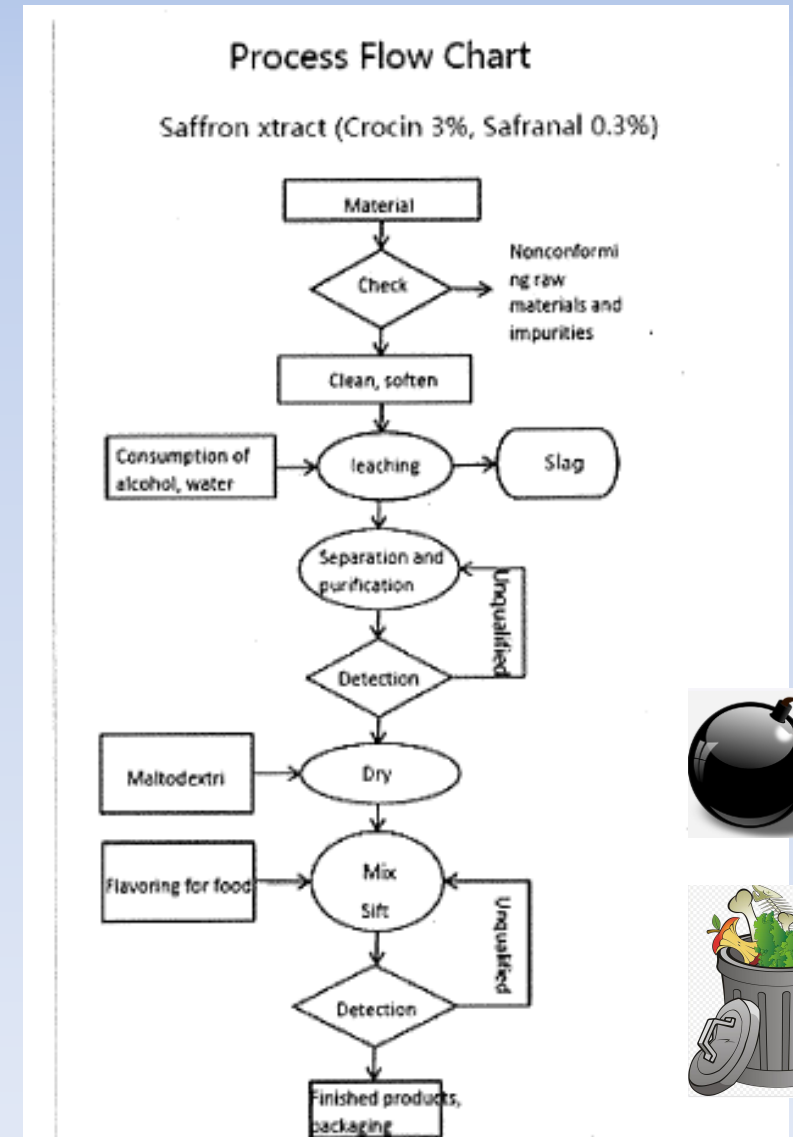 Process Flow Chart
Saffron xtract (Crocin 3%, Safranal 0.3%)
Material
Check
Nonconformi
ng raw
materials and
impurities
Clean, soften
Consumption of
alcohol, water
leaching
Slag
Separation and
purification
Unqualified
Detection
Maltodextri
Dry
Flavoring for food
Mix
Sift
Unqualified
Detection
Finished products,
packaging